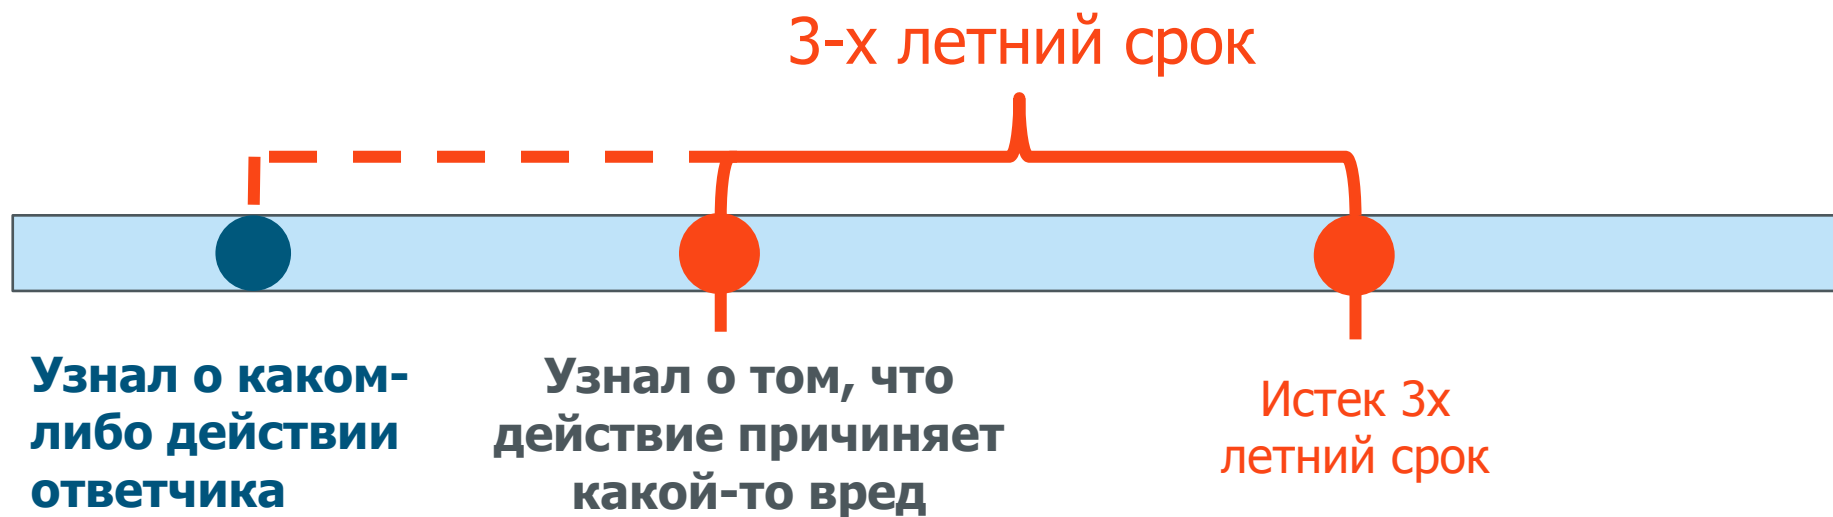 3-х летний срок
Узнал о каком-
либо действии
ответчика
Узнал о том, что
действие причиняет
какой-то вред
Истек 3х
летний срок